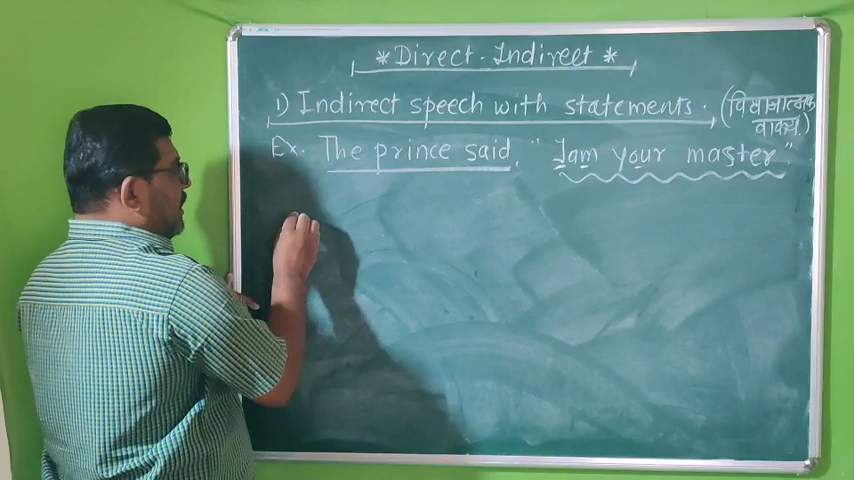 * Direct - Indirect *
1) Indirect speech with statements. (विधानात्मक
वाक्य)
Ex. The prince said, "I am your master"